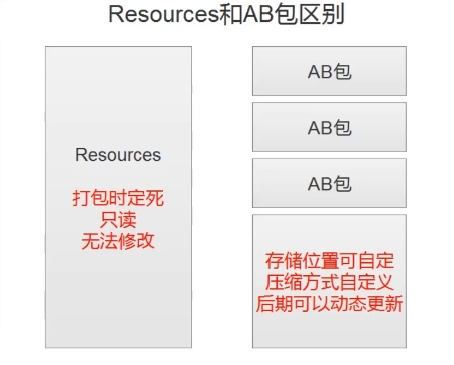 Resources和AB包区别
Resources
打包时定死
只读
无法修改
AB包
AB包
AB包
存储位置可自定
压缩方式自定义
后期可以动态更新